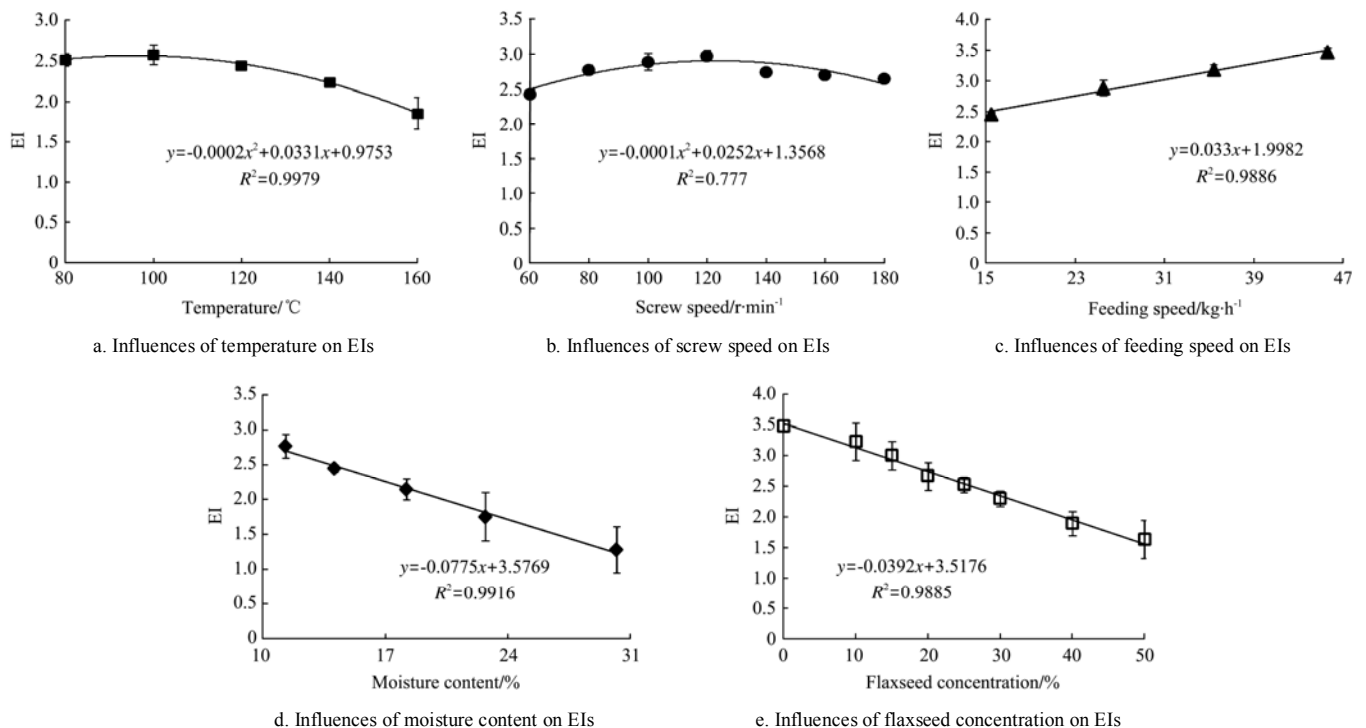 3.0
2.5
2.0
1.5
1.0
0.5
0
EI
y=-0.0002x²+0.0331x+0.9753
R²=0.9979
80 100 120 140 160
Temperature/℃
a. Influences of temperature on EIs
3.5
3.0
2.5
2.0
1.5
1.0
0.5
0
EI
y=-0.0001x²+0.0252x+1.3568
R²=0.777
60 80 100 120 140 160 180
Screw speed/r·min⁻¹
b. Influences of screw speed on EIs
4.0
3.5
3.0
2.5
2.0
1.5
1.0
0.5
0
EI
y=0.033x+1.9982
R²=0.9886
15 23 31 39 47
Feeding speed/kg·h⁻¹
c. Influences of feeding speed on EIs
3.5
3.0
2.5
2.0
1.5
1.0
0.5
0
EI
y=-0.0775x+3.5769
R²=0.9916
10 17 24 31
Moisture content/%
d. Influences of moisture content on EIs
4.0
3.5
3.0
2.5
2.0
1.5
1.0
0.5
0
EI
y=-0.0392x+3.5176
R²=0.9885
0 10 20 30 40 50
Flaxseed concentration/%
e. Influences of flaxseed concentration on EIs